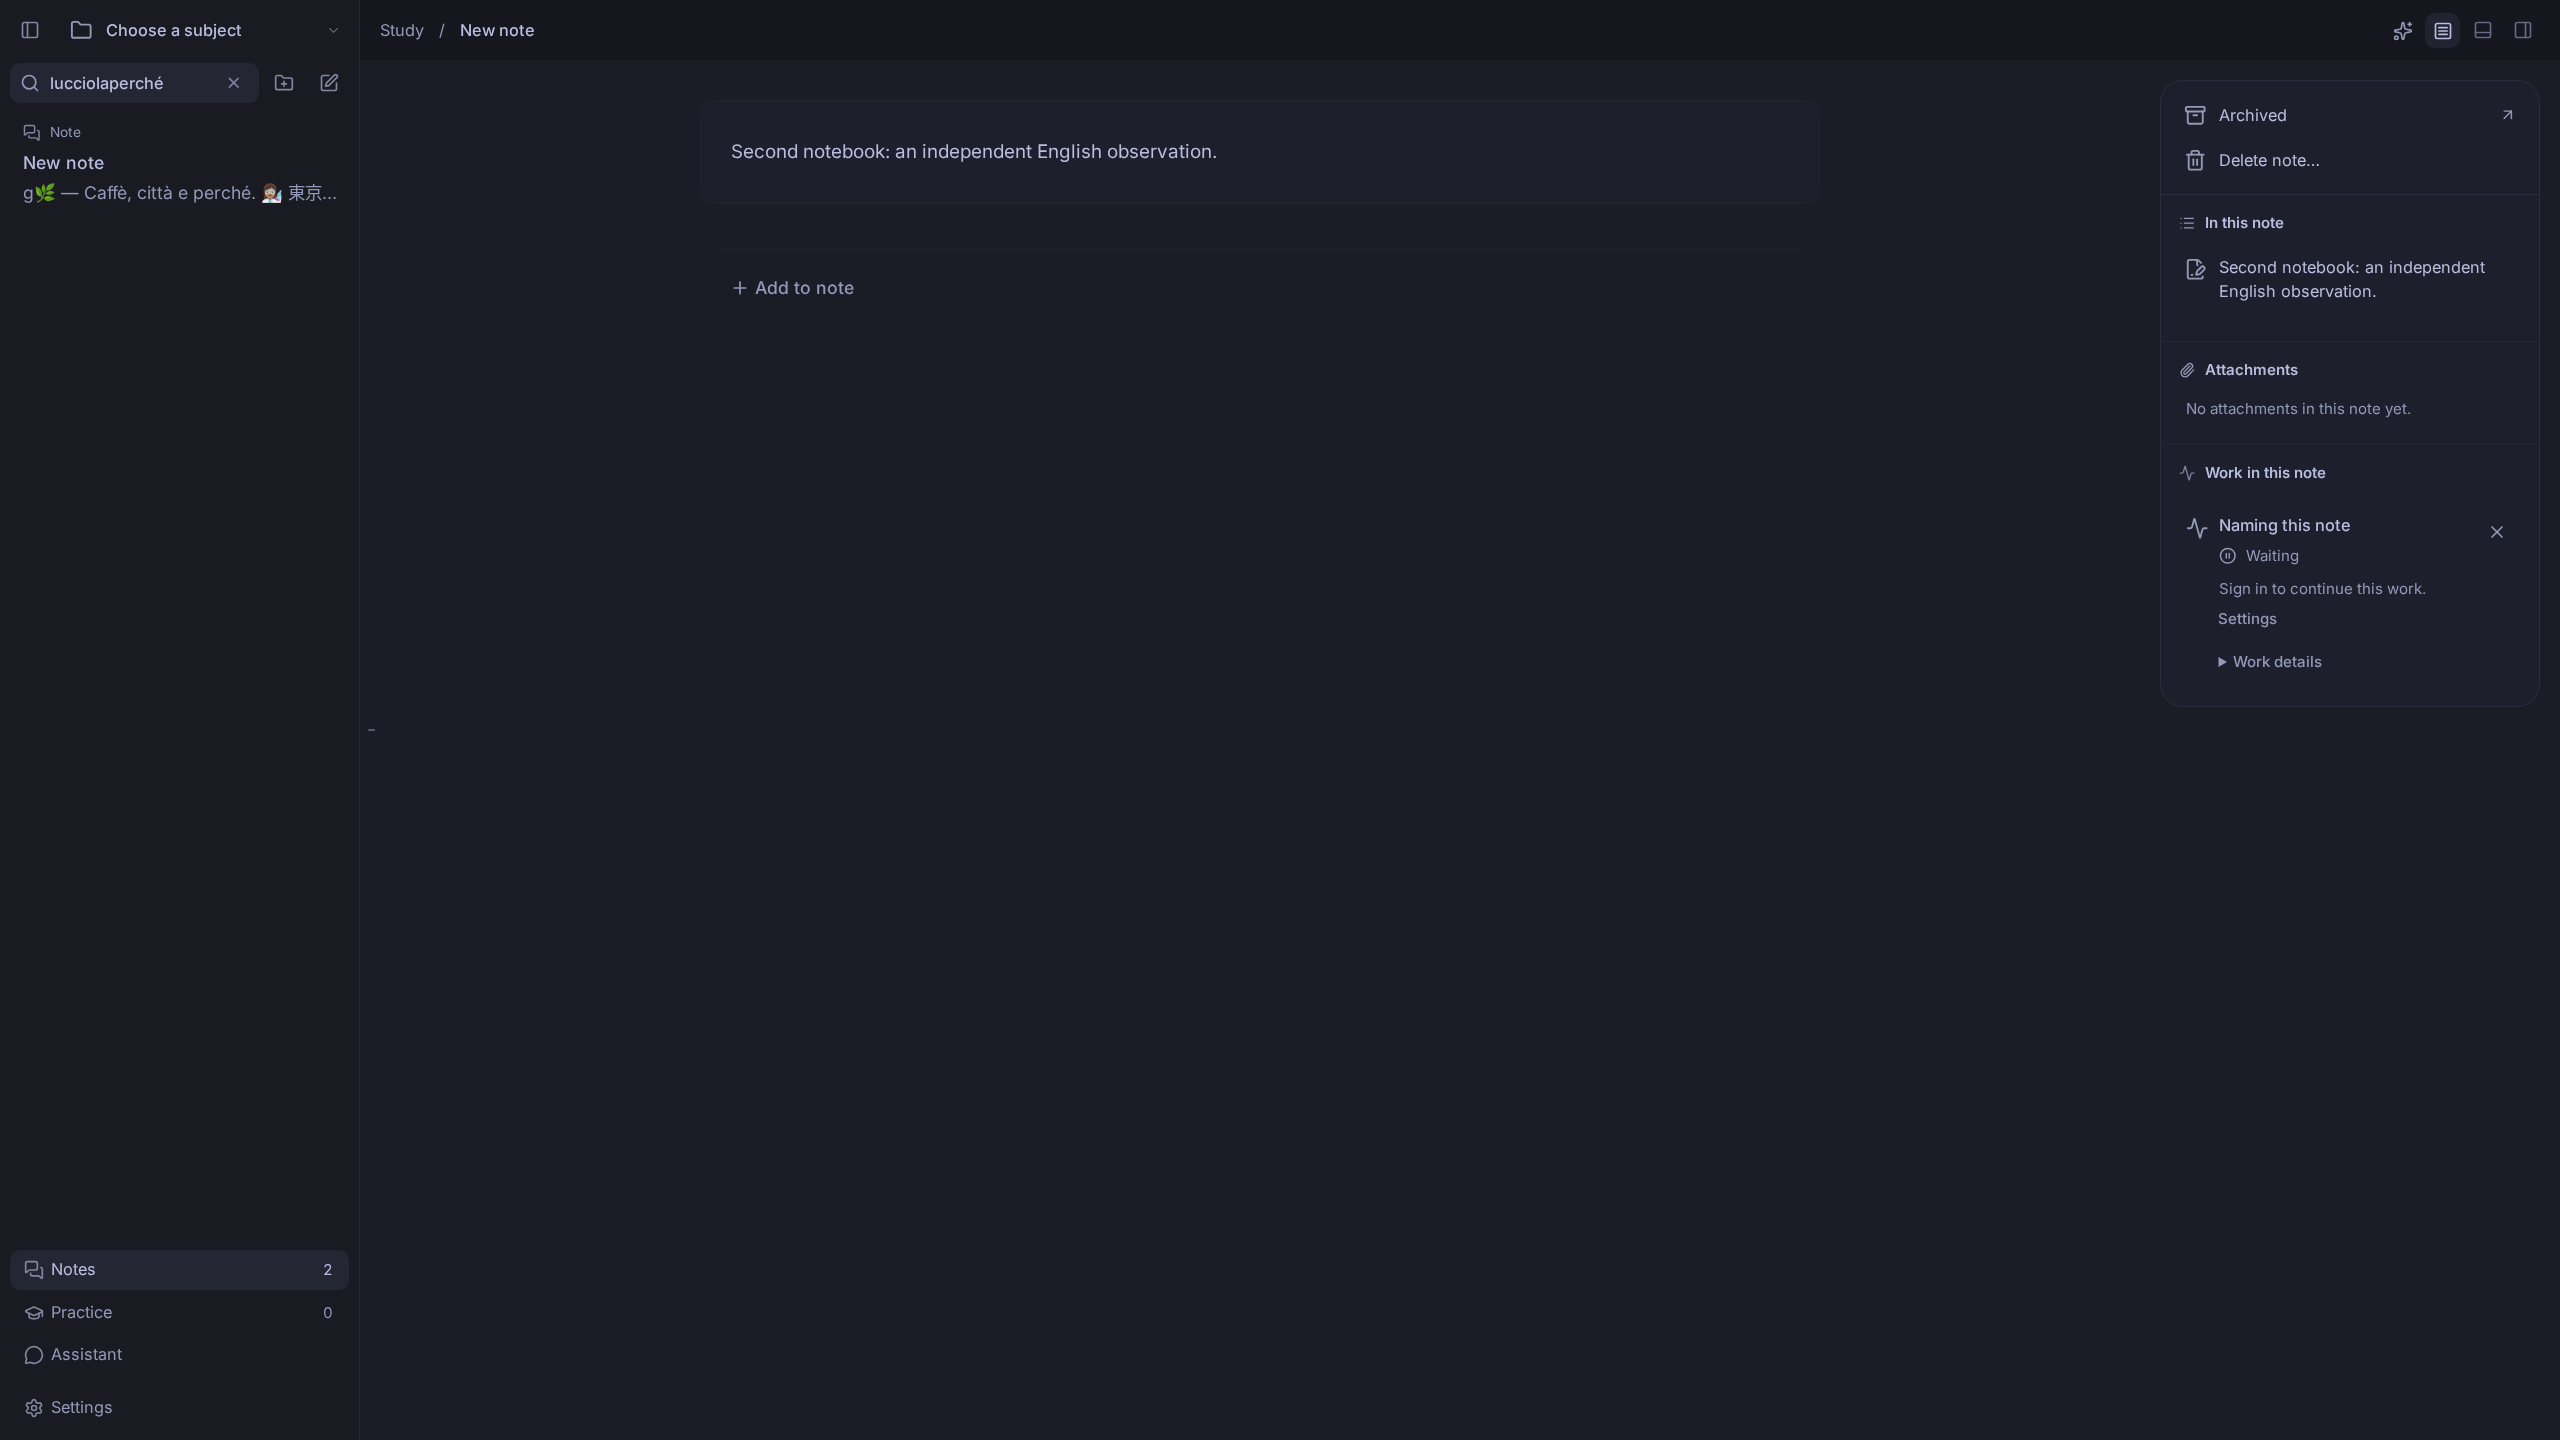 Choose a subject
Study / New note
lucciolaperché
Note
New note
g🌿 — Caffè, città e perché. 👩🏽‍🔬 東京…
Second notebook: an independent English observation.
Add to note
Archived
Delete note...
In this note
Second notebook: an independent
English observation.
Attachments
No attachments in this note yet.
Work in this note
Naming this note
Waiting
Sign in to continue this work.
Settings
Work details
Notes 2
Practice 0
Assistant
Settings